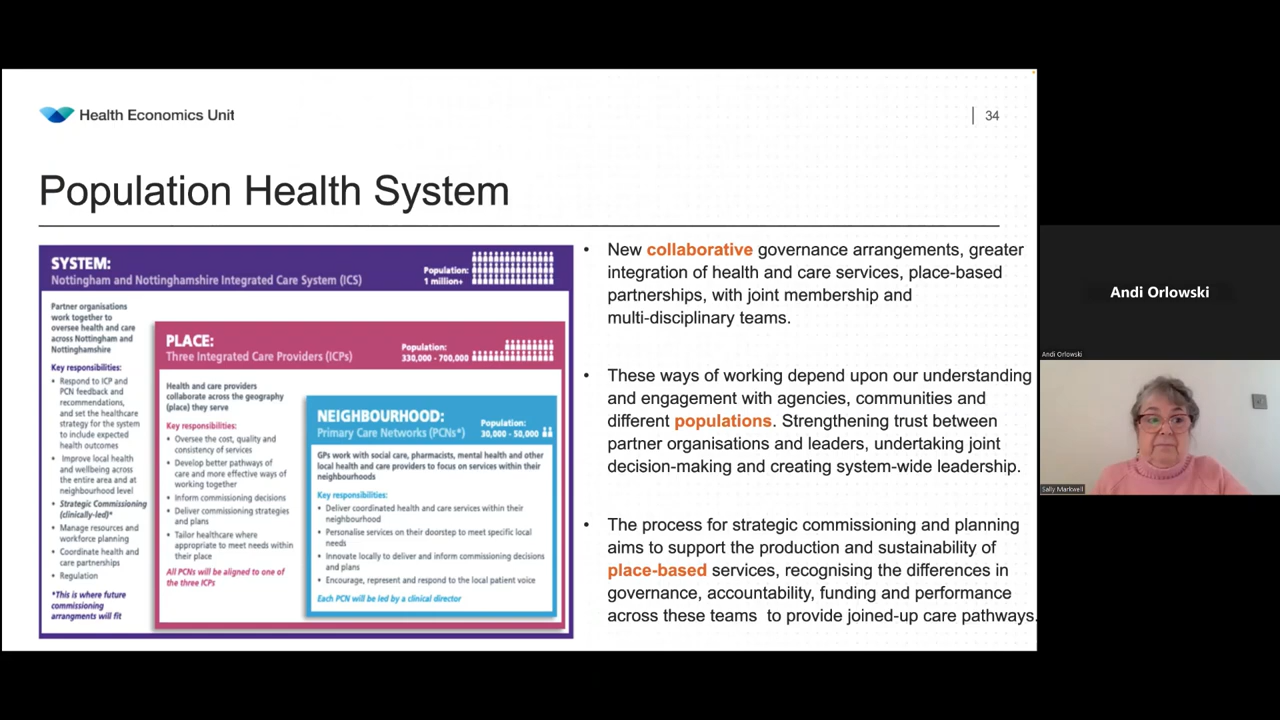 Health Economics Unit
34
Population Health System
SYSTEM:
Nottingham and Nottinghamshire Integrated Care System (ICS)
Population:
1 million+
Partner organisations
work together to
oversee health and care
across Nottingham and
Nottinghamshire
Key responsibilities:
• Respond to ICP and
PCN feedback and
recommendations,
and set the healthcare
strategy for the system
to include expected
health outcomes
• Improve local health
and wellbeing across
the entire area and at
neighbourhood level
• Strategic Commissioning
(clinically-led)*
• Manage resources and
workforce planning
• Coordinate health and
care partnerships
• Regulation
*This is where future
commissioning
arrangments will fit
PLACE:
Three Integrated Care Providers (ICPs)
Population:
330,000 - 700,000
Health and care providers
collaborate across the geography
(place) they serve
Key responsibilities:
• Oversee the cost, quality and
consistency of services
• Develop better pathways of
care and more effective ways of
working together
• Inform commissioning decisions
• Deliver commissioning strategies
and plans
• Tailor healthcare where
appropriate to meet needs within
their place
All PCNs will be aligned to one of
the three ICPs
NEIGHBOURHOOD:
Primary Care Networks (PCNs*)
Population:
30,000 - 50,000
GPs work with social care, pharmacists, mental health and other
local health and care providers to focus on services within their
neighbourhoods
Key responsibilities:
• Deliver coordinated health and care services within their
neighbourhood
• Personalise services on their doorstep to meet specific local
needs
• Innovate locally to deliver and inform commissioning decisions
and plans
• Encourage, represent and respond to the local patient voice
Each PCN will be led by a clinical director
• New collaborative governance arrangements, greater
integration of health and care services, place-based
partnerships, with joint membership and
multi-disciplinary teams.
• These ways of working depend upon our understanding
and engagement with agencies, communities and
different populations. Strengthening trust between
partner organisations and leaders, undertaking joint
decision-making and creating system-wide leadership.
• The process for strategic commissioning and planning
aims to support the production and sustainability of
place-based services, recognising the differences in
governance, accountability, funding and performance
across these teams to provide joined-up care pathways.
Andi Orlowski
Andi Orlowski
Sally Markwell